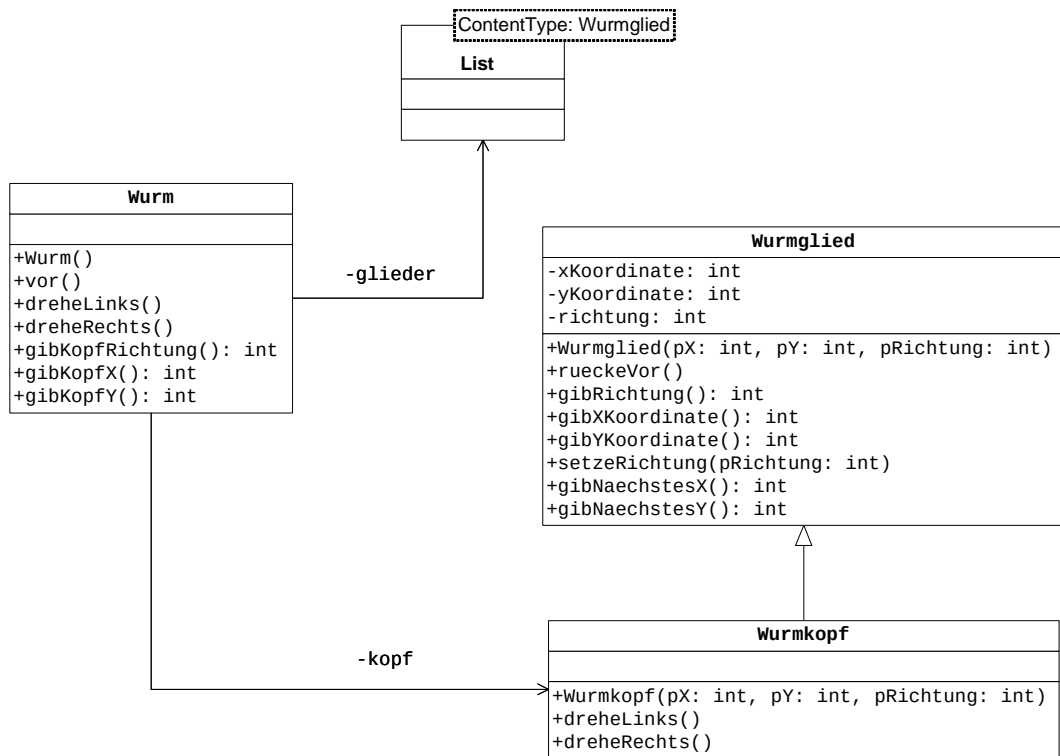 ContentType: Wurmglied
List
Wurm
+Wurm()
+vor()
+dreheLinks()
+dreheRechts()
+gibKopfRichtung(): int
+gibKopfX(): int
+gibKopfY(): int
-glieder
Wurmglied
-xKoordinate: int
-yKoordinate: int
-richtung: int
+Wurmglied(pX: int, pY: int, pRichtung: int)
+rueckeVor()
+gibRichtung(): int
+gibXKoordinate(): int
+gibYKoordinate(): int
+setzeRichtung(pRichtung: int)
+gibNaechstesX(): int
+gibNaechstesY(): int
-kopf
Wurmkopf
+Wurmkopf(pX: int, pY: int, pRichtung: int)
+dreheLinks()
+dreheRechts()